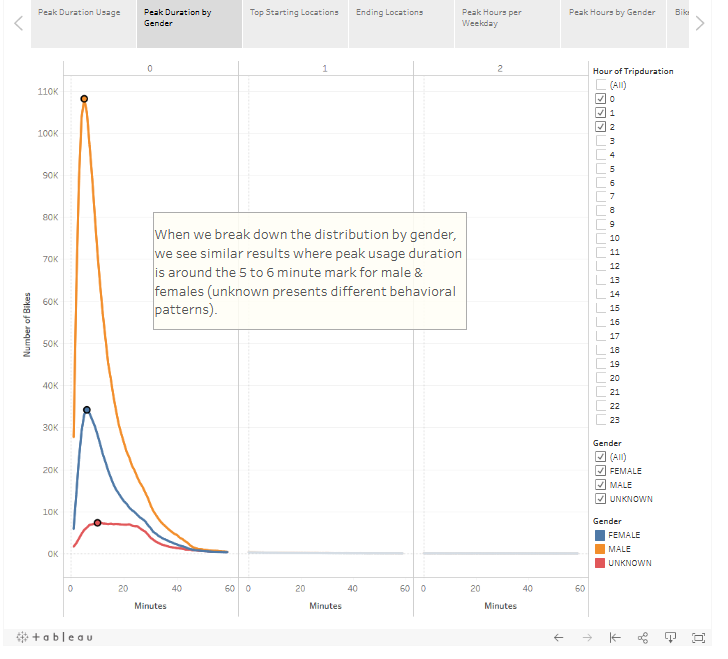 Peak Duration Usage
Peak Duration by
Gender
Top Starting Locations
Ending Locations
Peak Hours per
Weekday
Peak Hours by Gender
0
1
2
110K
100K
90K
80K
70K
60K
50K
40K
30K
20K
10K
0K
Number of Bikes
When we break down the distribution by gender,
we see similar results where peak usage duration
is around the 5 to 6 minute mark for male &
females (unknown presents different behavioral
patterns).
0 20 40 60
0 20 40 60
0 20 40 60
Minutes
Minutes
Minutes
Hour of Tripduration
(All)
0
1
2
3
4
5
6
7
8
9
10
11
12
13
14
15
16
17
18
19
20
21
22
23
Gender
(All)
FEMALE
MALE
UNKNOWN
Gender
FEMALE
MALE
UNKNOWN
+ableau